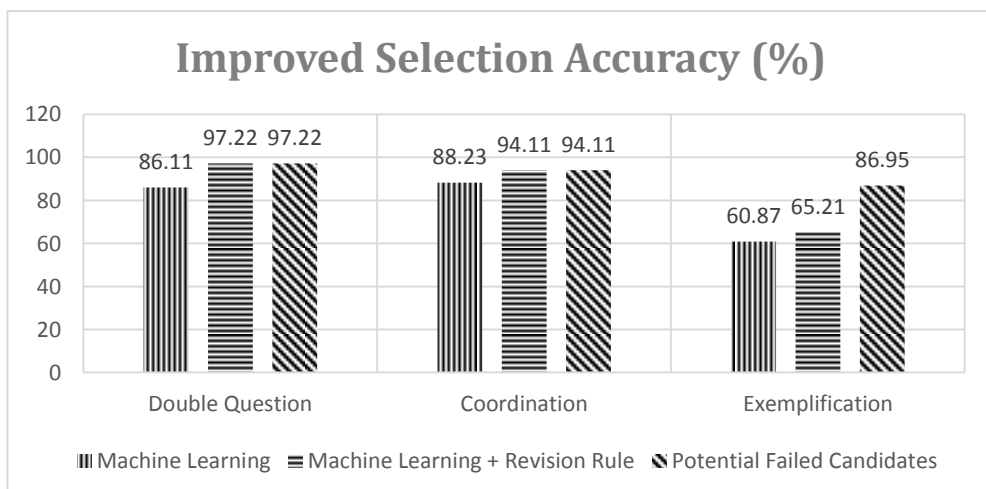 Improved Selection Accuracy (%)
120
100
80
60
40
20
0
86.11
97.22
97.22
88.23
94.11
94.11
60.87
65.21
86.95
Double Question
Coordination
Exemplification
Machine Learning
Machine Learning + Revision Rule
Potential Failed Candidates